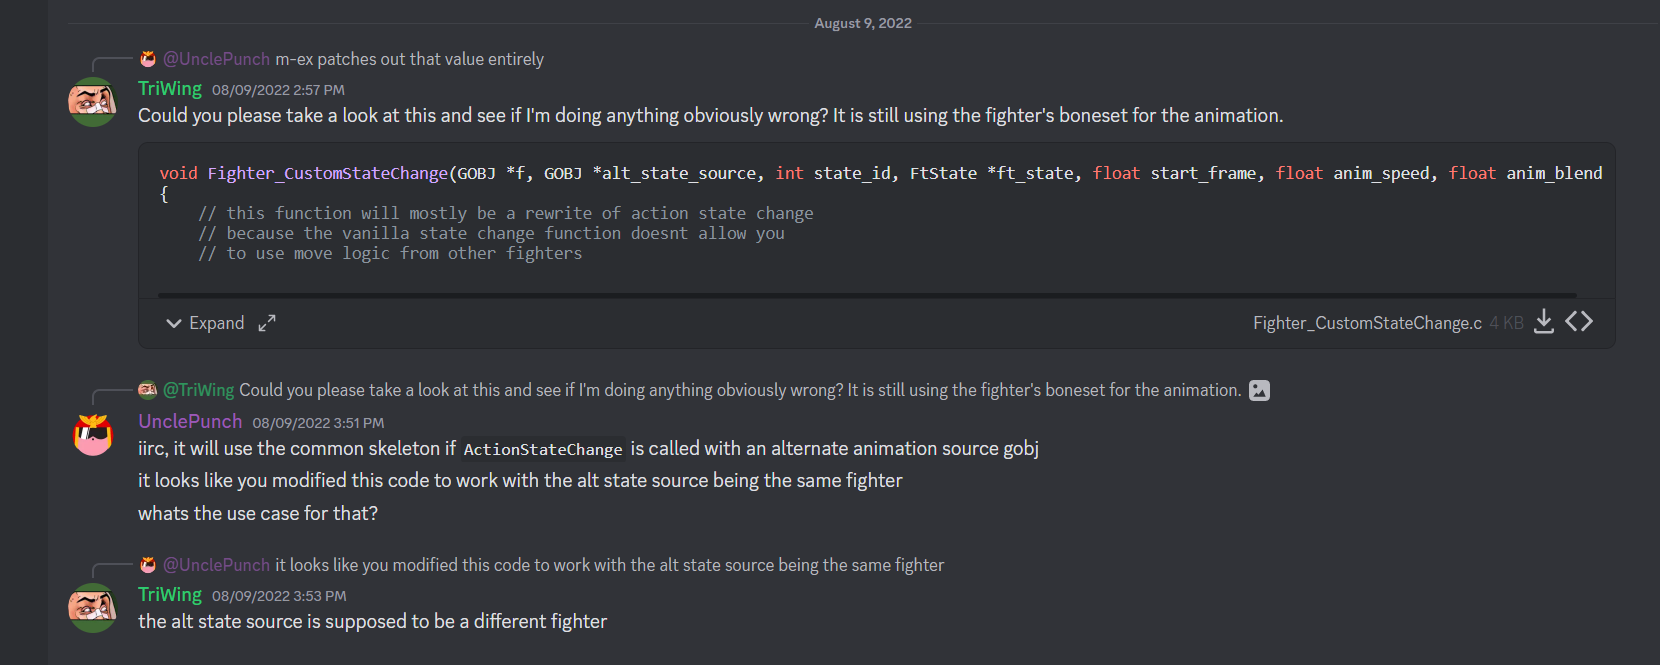 August 9, 2022
@UnclePunch m-ex patches out that value entirely
TriWing 08/09/2022 2:57 PM
Could you please take a look at this and see if I'm doing anything obviously wrong? It is still using the fighter's boneset for the animation.
void Fighter_CustomStateChange(GOBJ *f, GOBJ *alt_state_source, int state_id, FtState *ft_state, float start_frame, float anim_speed, float anim_blend
{
// this function will mostly be a rewrite of action state change
// because the vanilla state change function doesnt allow you
// to use move logic from other fighters
Expand Fighter_CustomStateChange.c 4 KB
@TriWing Could you please take a look at this and see if I'm doing anything obviously wrong? It is still using the fighter's boneset for the animation.
UnclePunch 08/09/2022 3:51 PM
iirc, it will use the common skeleton if ActionStateChange is called with an alternate animation source gobj
it looks like you modified this code to work with the alt state source being the same fighter
whats the use case for that?
@UnclePunch it looks like you modified this code to work with the alt state source being the same fighter
TriWing 08/09/2022 3:53 PM
the alt state source is supposed to be a different fighter